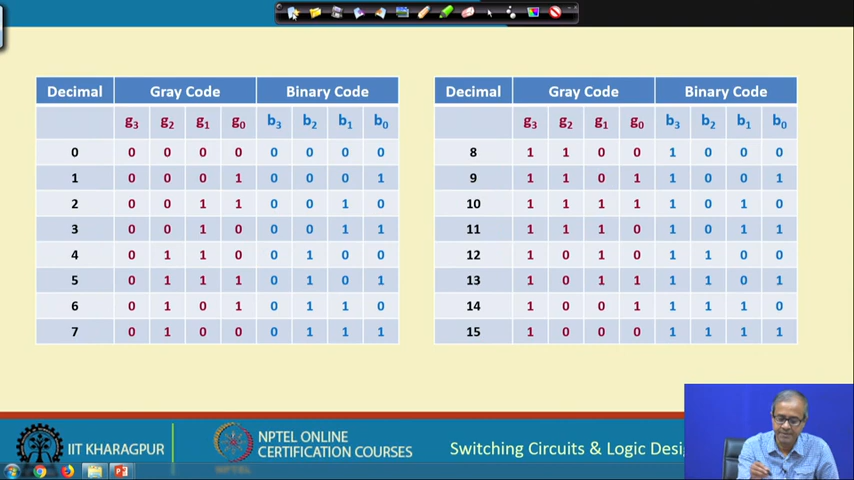 Decimal Gray Code Binary Code
g3 g2 g1 g0 b3 b2 b1 b0
0 0 0 0 0 0 0 0 0
1 0 0 0 1 0 0 0 1
2 0 0 1 1 0 0 1 0
3 0 0 1 0 0 0 1 1
4 0 1 1 0 0 1 0 0
5 0 1 1 1 0 1 0 1
6 0 1 0 1 0 1 1 0
7 0 1 0 0 0 1 1 1
Decimal Gray Code Binary Code
g3 g2 g1 g0 b3 b2 b1 b0
8 1 1 0 0 1 0 0 0
9 1 1 0 1 1 0 0 1
10 1 1 1 1 1 0 1 0
11 1 1 1 0 1 0 1 1
12 1 0 1 0 1 1 0 0
13 1 0 1 1 1 1 0 1
14 1 0 0 1 1 1 1 0
15 1 0 0 0 1 1 1 1
IIT KHARAGPUR
NPTEL ONLINE
CERTIFICATION COURSES
NPTEL
Switching Circuits & Logic Desig